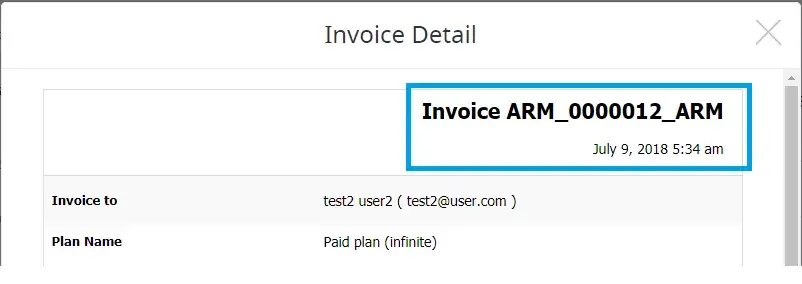 Invoice Detail
Invoice ARM_0000012_ARM
July 9, 2018 5:34 am
Invoice to test2 user2 ( test2@user.com )
Plan Name Paid plan (infinite)